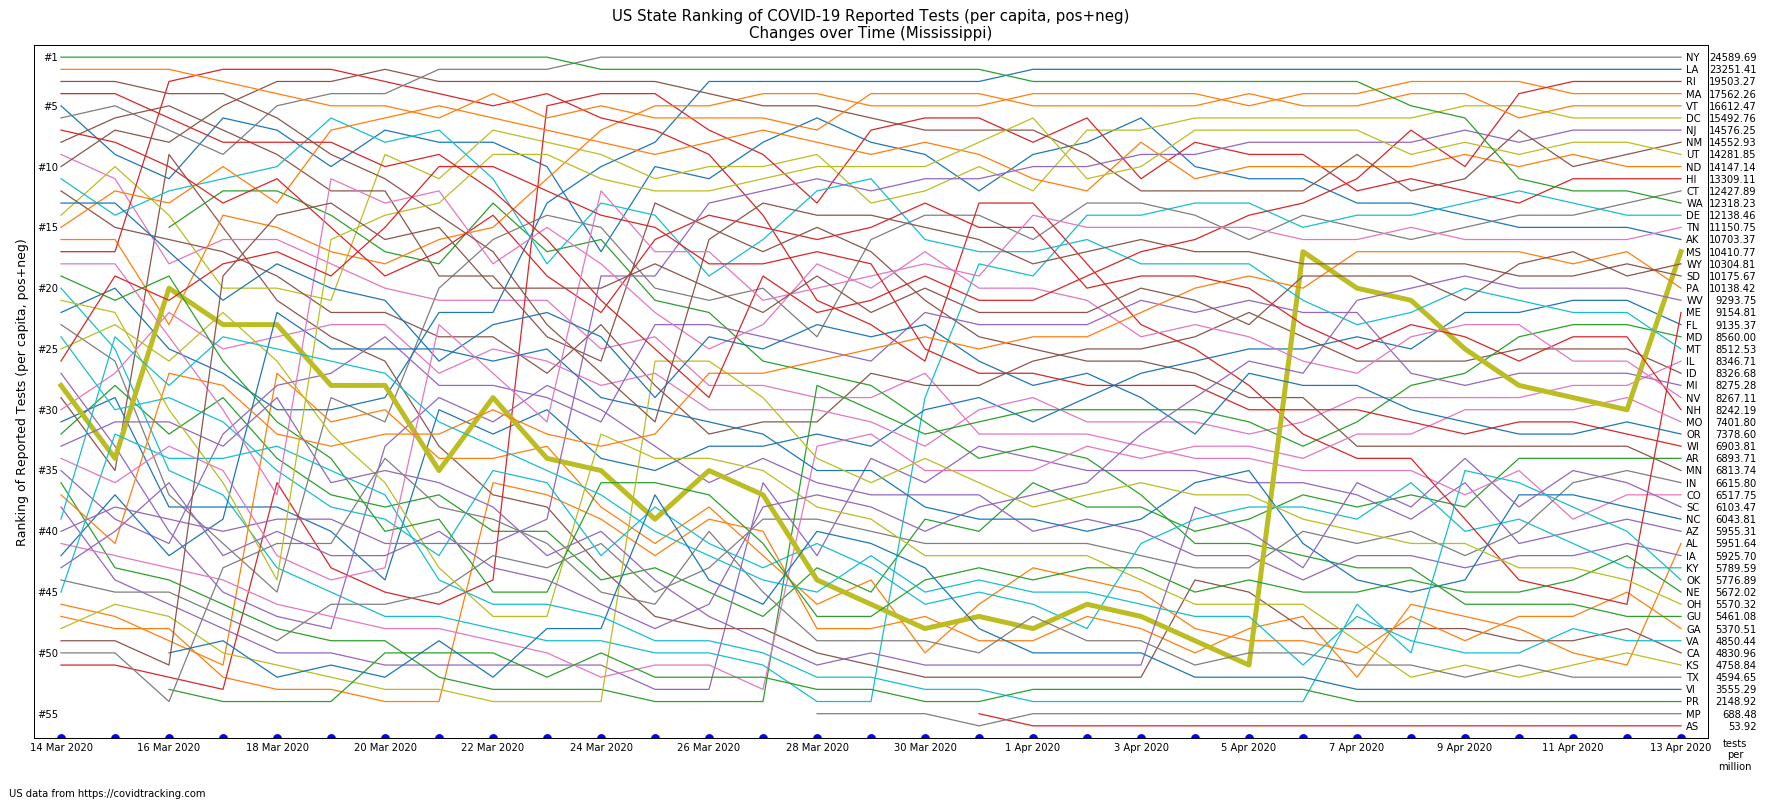 US State Ranking of COVID-19 Reported Tests (per capita, pos+neg)
Changes over Time (Mississippi)
Ranking of Reported Tests (per capita, pos+neg)
#1
#5
#10
#15
#20
#25
#30
#35
#40
#45
#50
#55
NY 24589.69
LA 23251.41
RI 19503.27
MA 17562.26
VT 16612.47
DC 15492.76
NJ 14576.25
NM 14552.93
UT 14281.85
ND 14147.14
HI 13309.11
CT 12427.89
WA 12318.23
DE 12138.46
TN 11150.75
AK 10703.37
MS 10410.77
WY 10304.81
SD 10175.67
PA 10138.42
WV 9293.75
ME 9154.81
FL 9135.37
MD 8560.00
MT 8512.53
IL 8346.71
ID 8326.68
MI 8275.28
NV 8267.11
NH 8242.19
MO 7401.80
OR 7378.60
WI 6903.81
AR 6893.71
MN 6813.74
IN 6615.80
CO 6517.75
SC 6103.47
NC 6043.81
AZ 5955.31
AL 5951.64
IA 5925.70
KY 5789.59
OK 5776.89
NE 5672.02
OH 5570.32
GU 5461.08
GA 5370.51
VA 4850.44
CA 4830.96
KS 4758.84
TX 4594.65
VI 3555.29
PR 2148.92
MP 688.48
AS 53.92
14 Mar 2020 16 Mar 2020 18 Mar 2020 20 Mar 2020 22 Mar 2020 24 Mar 2020 26 Mar 2020 28 Mar 2020 30 Mar 2020 1 Apr 2020 3 Apr 2020 5 Apr 2020 7 Apr 2020 9 Apr 2020 11 Apr 2020 13 Apr 2020
tests
per
million
US data from https://covidtracking.com